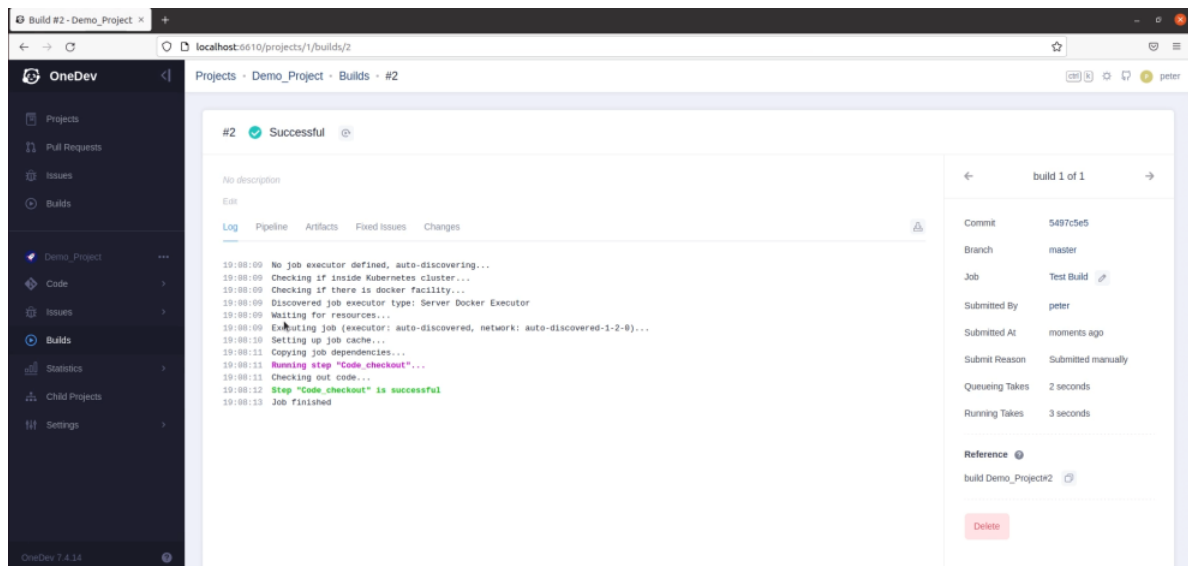 Build #2 - Demo_Project × +
localhost:6610/projects/1/builds/2
OneDev
Projects
Pull Requests
Issues
Builds
Demo_Project
Code
Issues
Builds
Statistics
Child Projects
Settings
OneDev 7.4.14
Projects Demo_Project Builds #2
ctrl k peter
#2 Successful
No description
Edit
Log Pipeline Artifacts Fixed Issues Changes
19:08:09 No job executor defined, auto-discovering...
19:08:09 Checking if inside Kubernetes cluster...
19:08:09 Checking if there is docker facility...
19:08:09 Discovered job executor type: Server Docker Executor
19:08:09 Waiting for resources...
19:08:09 Executing job (executor: auto-discovered, network: auto-discovered-1-2-0)...
19:08:10 Setting up job cache...
19:08:11 Copying job dependencies...
19:08:11 Running step "Code_checkout"...
19:08:11 Checking out code...
19:08:12 Step "Code_checkout" is successful
19:08:13 Job finished
build 1 of 1
Commit 5497c5e5
Branch master
Job Test Build
Submitted By peter
Submitted At moments ago
Submit Reason Submitted manually
Queueing Takes 2 seconds
Running Takes 3 seconds
Reference
build Demo_Project#2
Delete